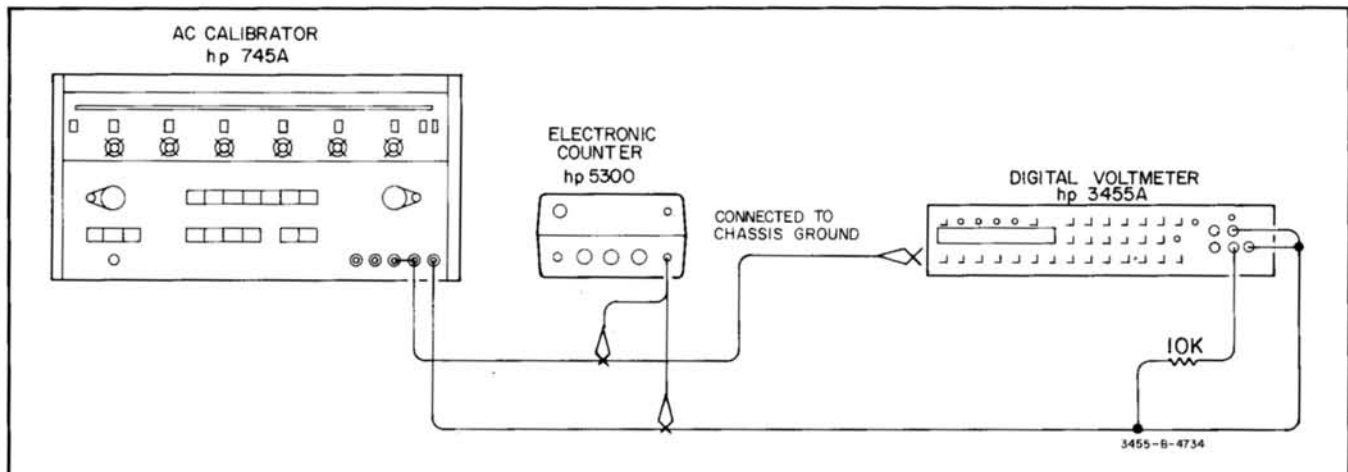 AC CALIBRATOR
hp 745A
ELECTRONIC
COUNTER
hp 5300
CONNECTED TO
CHASSIS GROUND
DIGITAL VOLTMETER
hp 3455A
10K
3455-B-4734